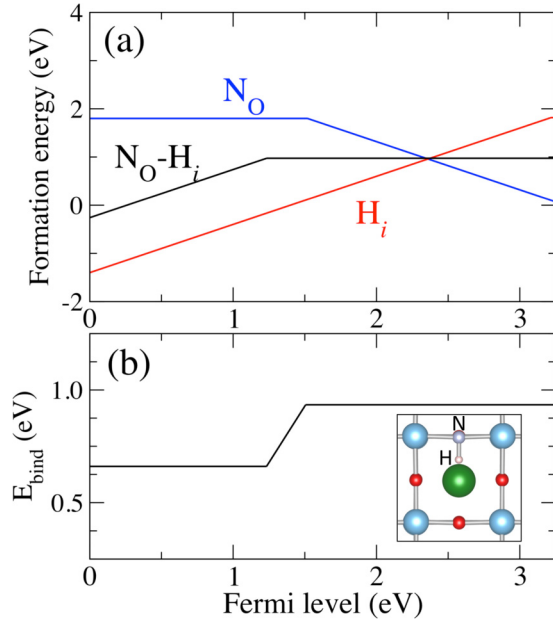 (a)
4
2
0
-2
Formation energy (eV)
N_O
N_O-H_i
H_i
0
1
2
3
(b)
1.0
0.5
E_bind (eV)
N
H
0
1
2
3
Fermi level (eV)